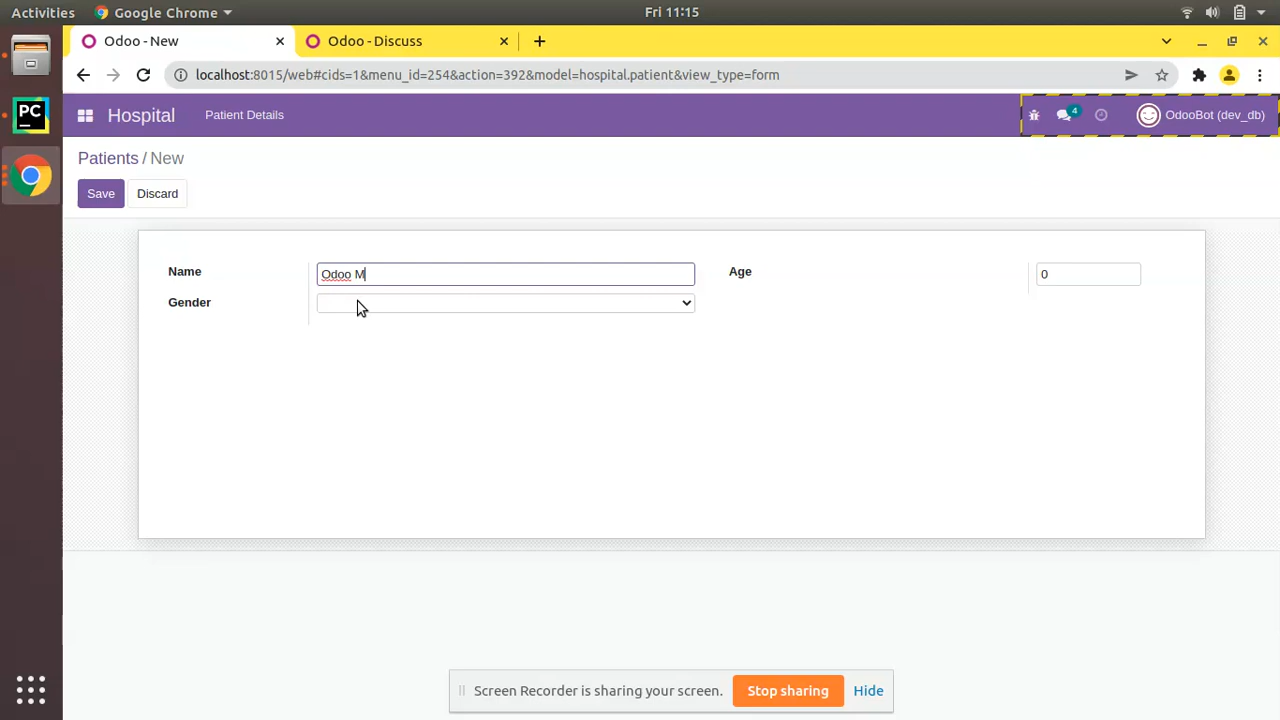 Activities Google Chrome Fri 11:15
Odoo - New Odoo - Discuss
localhost:8015/web#cids=1&menu_id=254&action=392&model=hospital.patient&view_type=form
PC Hospital Patient Details 4 OdooBot (dev_db)
Patients / New
Save Discard
Name Odoo M Age 0
Gender
Screen Recorder is sharing your screen. Stop sharing Hide